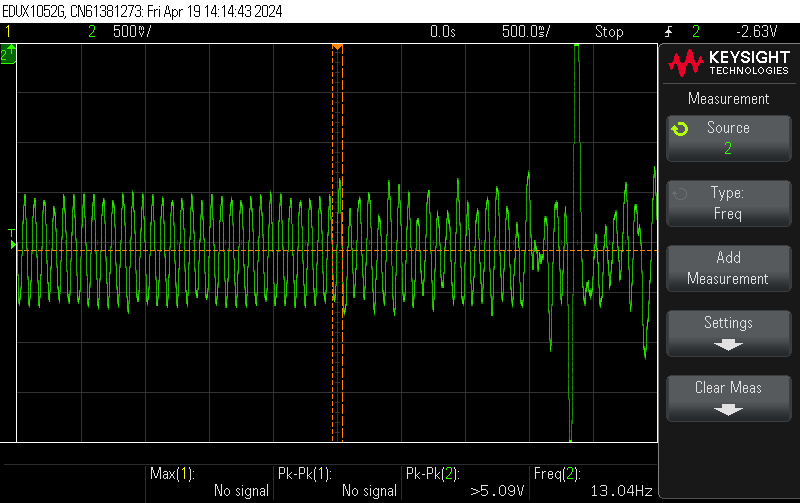 EDUX1052G, CN61381273: Fri Apr 19 14:14:43 2024
1 2 500mV/ 0.0s 500.0ms/ Stop 2 -2.63V
2
T
KEYSIGHT
TECHNOLOGIES
Measurement
Source
2
Type:
Freq
Add
Measurement
Settings
Clear Meas
Max(1):
No signal
Pk-Pk(1):
No signal
Pk-Pk(2):
>5.09V
Freq(2):
13.04Hz